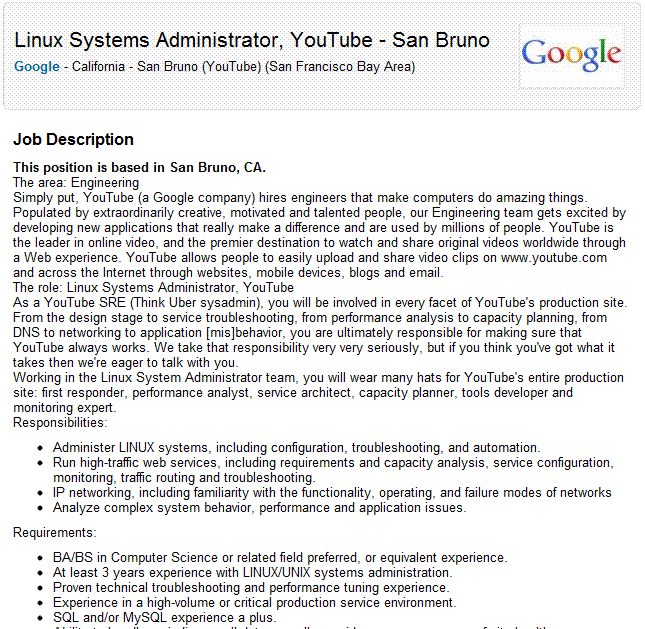 Linux Systems Administrator, YouTube - San Bruno
Google - California - San Bruno (YouTube) (San Francisco Bay Area)
Google
Job Description
This position is based in San Bruno, CA.
The area: Engineering
Simply put, YouTube (a Google company) hires engineers that make computers do amazing things.
Populated by extraordinarily creative, motivated and talented people, our Engineering team gets excited by
developing new applications that really make a difference and are used by millions of people. YouTube is
the leader in online video, and the premier destination to watch and share original videos worldwide through
a Web experience. YouTube allows people to easily upload and share video clips on www.youtube.com
and across the Internet through websites, mobile devices, blogs and email.
The role: Linux Systems Administrator, YouTube
As a YouTube SRE (Think Uber sysadmin), you will be involved in every facet of YouTube's production site.
From the design stage to service troubleshooting, from performance analysis to capacity planning, from
DNS to networking to application [mis]behavior, you are ultimately responsible for making sure that
YouTube always works. We take that responsibility very very seriously, but if you think you've got what it
takes then we're eager to talk with you.
Working in the Linux System Administrator team, you will wear many hats for YouTube's entire production
site: first responder, performance analyst, service architect, capacity planner, tools developer and
monitoring expert.
Responsibilities:
• Administer LINUX systems, including configuration, troubleshooting, and automation.
• Run high-traffic web services, including requirements and capacity analysis, service configuration,
monitoring, traffic routing and troubleshooting.
• IP networking, including familiarity with the functionality, operating, and failure modes of networks
• Analyze complex system behavior, performance and application issues.
Requirements:
• BA/BS in Computer Science or related field preferred, or equivalent experience.
• At least 3 years experience with LINUX/UNIX systems administration.
• Proven technical troubleshooting and performance tuning experience.
• Experience in a high-volume or critical production service environment.
• SQL and/or MySQL experience a plus.